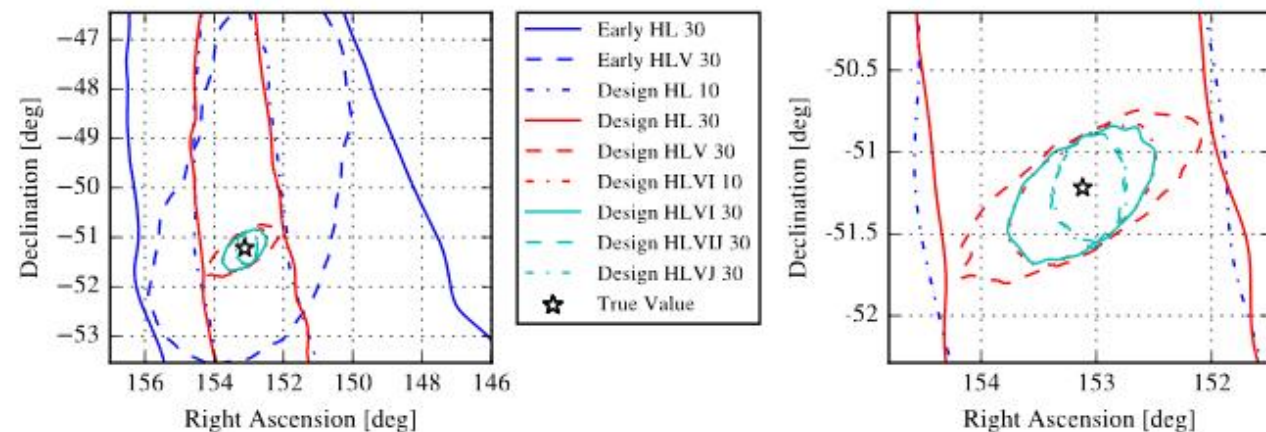 −46
−47
−48
−49
−50
−51
−52
−53
156 154 152 150 148 146
Declination [deg]
Right Ascension [deg]
Early HL 30
Early HLV 30
Design HL 10
Design HL 30
Design HLV 30
Design HLVI 10
Design HLVI 30
Design HLVIJ 30
Design HLVJ 30
True Value
-50.5
-51
-51.5
-52
154 153 152
Declination [deg]
Right Ascension [deg]